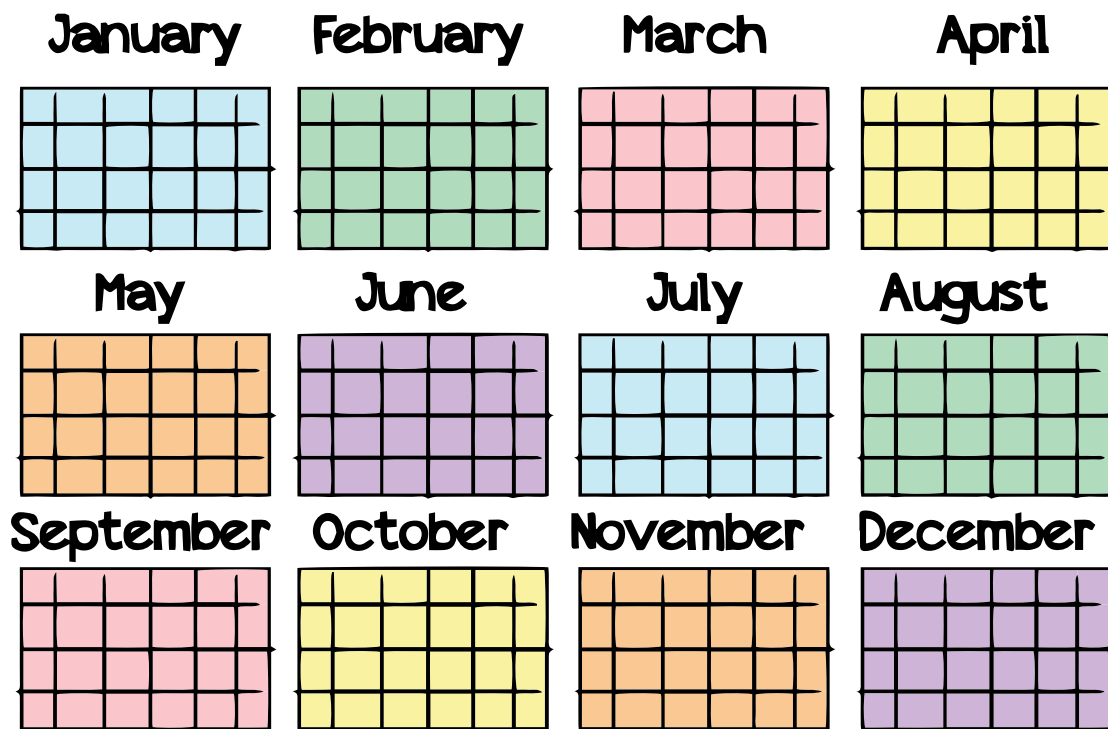 January February March April
May June July August
September October November December